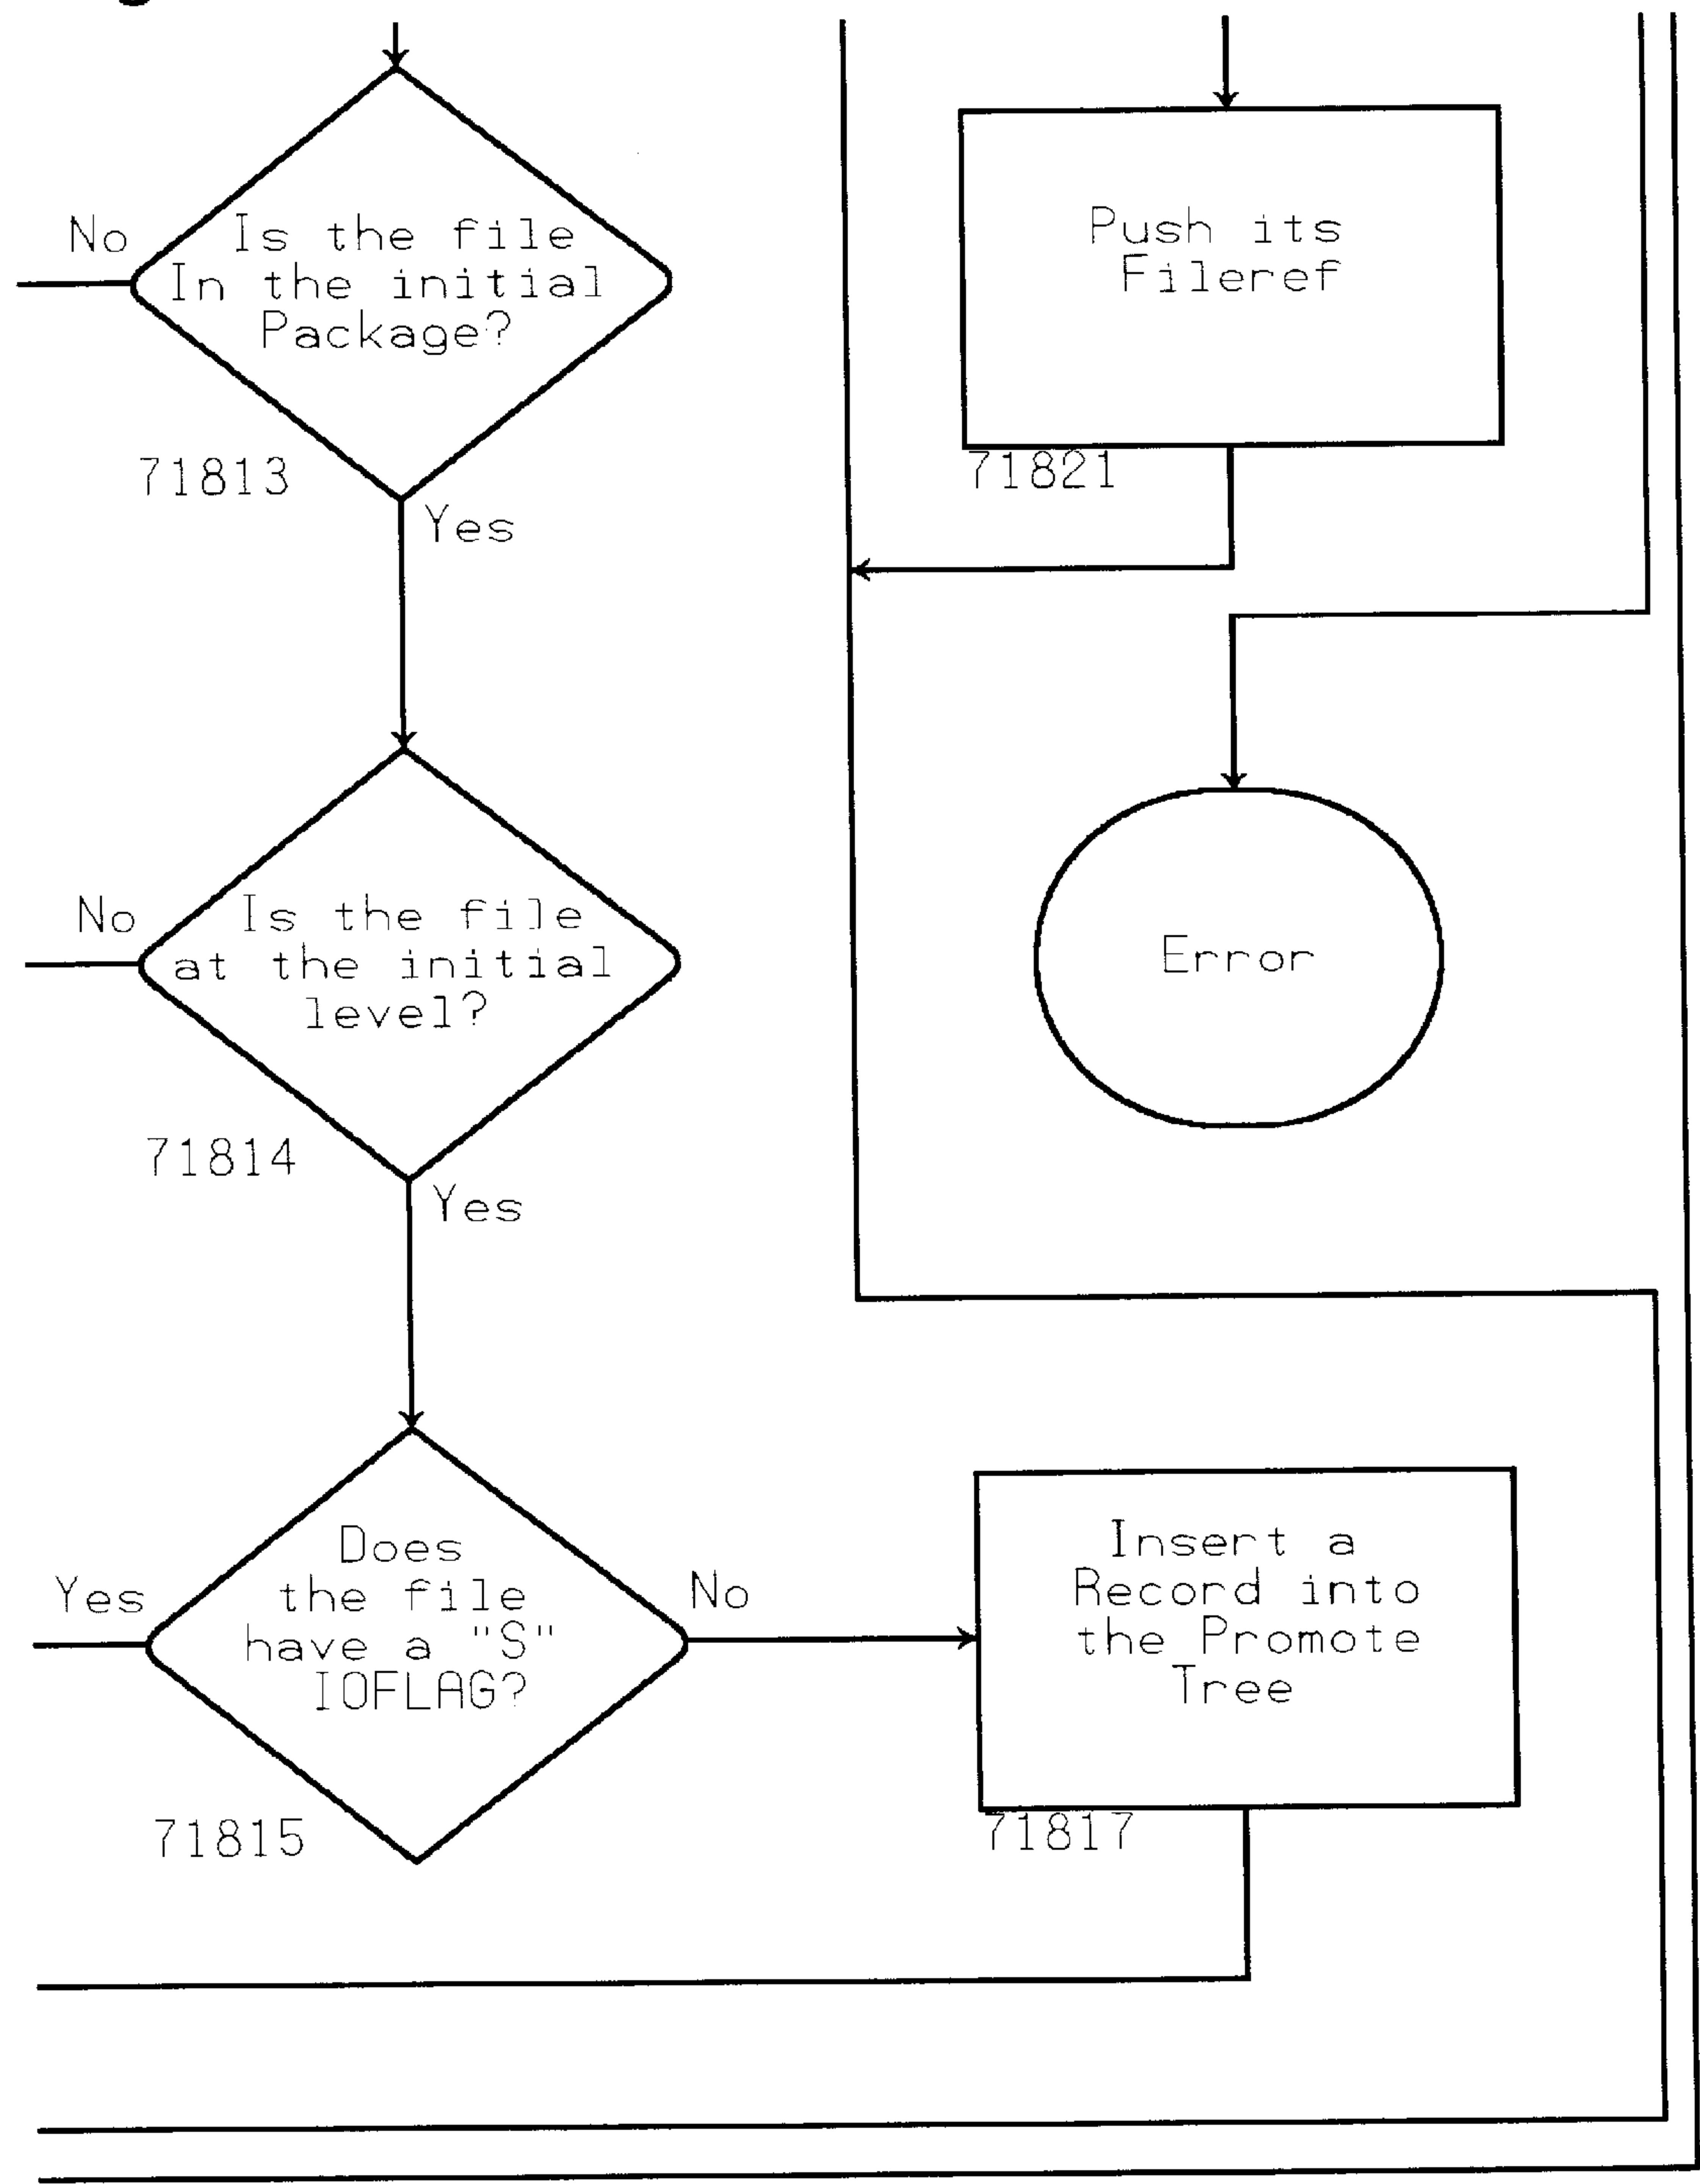 No
Is the file
In the initial
Package?
71813
Yes
Push its
Fileref
71821
No
Is the file
at the initial
level?
71814
Yes
Error
Yes
Does
the file
have a "S"
IOFLAG?
No
71815
Insert a
Record into
the Promote
Tree
71817